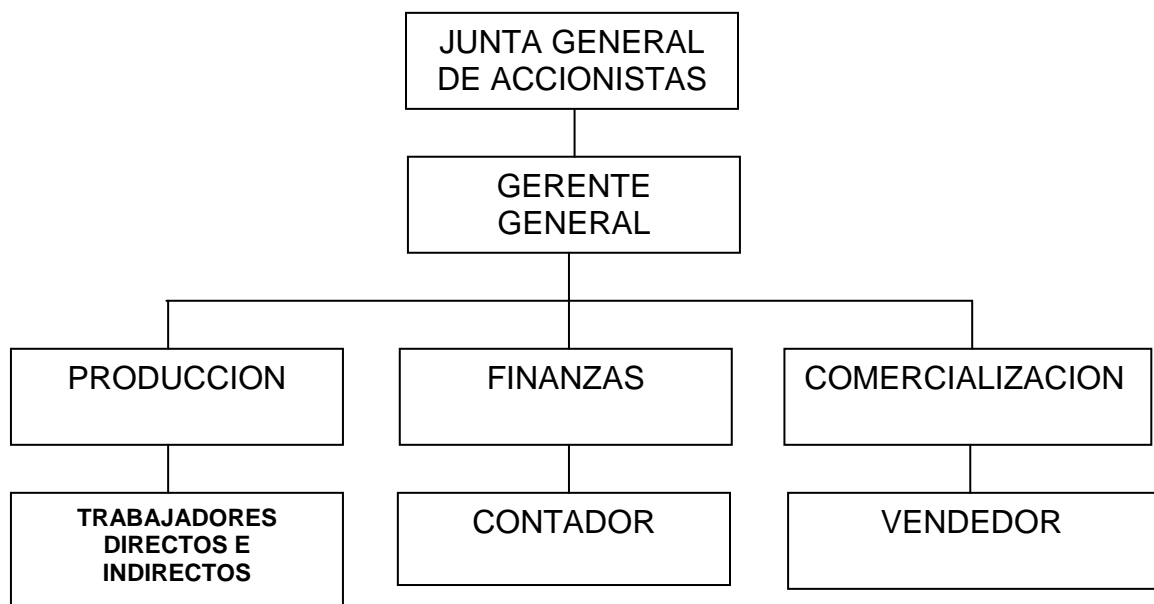 JUNTA GENERAL
DE ACCIONISTAS
GERENTE
GENERAL
PRODUCCION
FINANZAS
COMERCIALIZACION
TRABAJADORES
DIRECTOS E
INDIRECTOS
CONTADOR
VENDEDOR